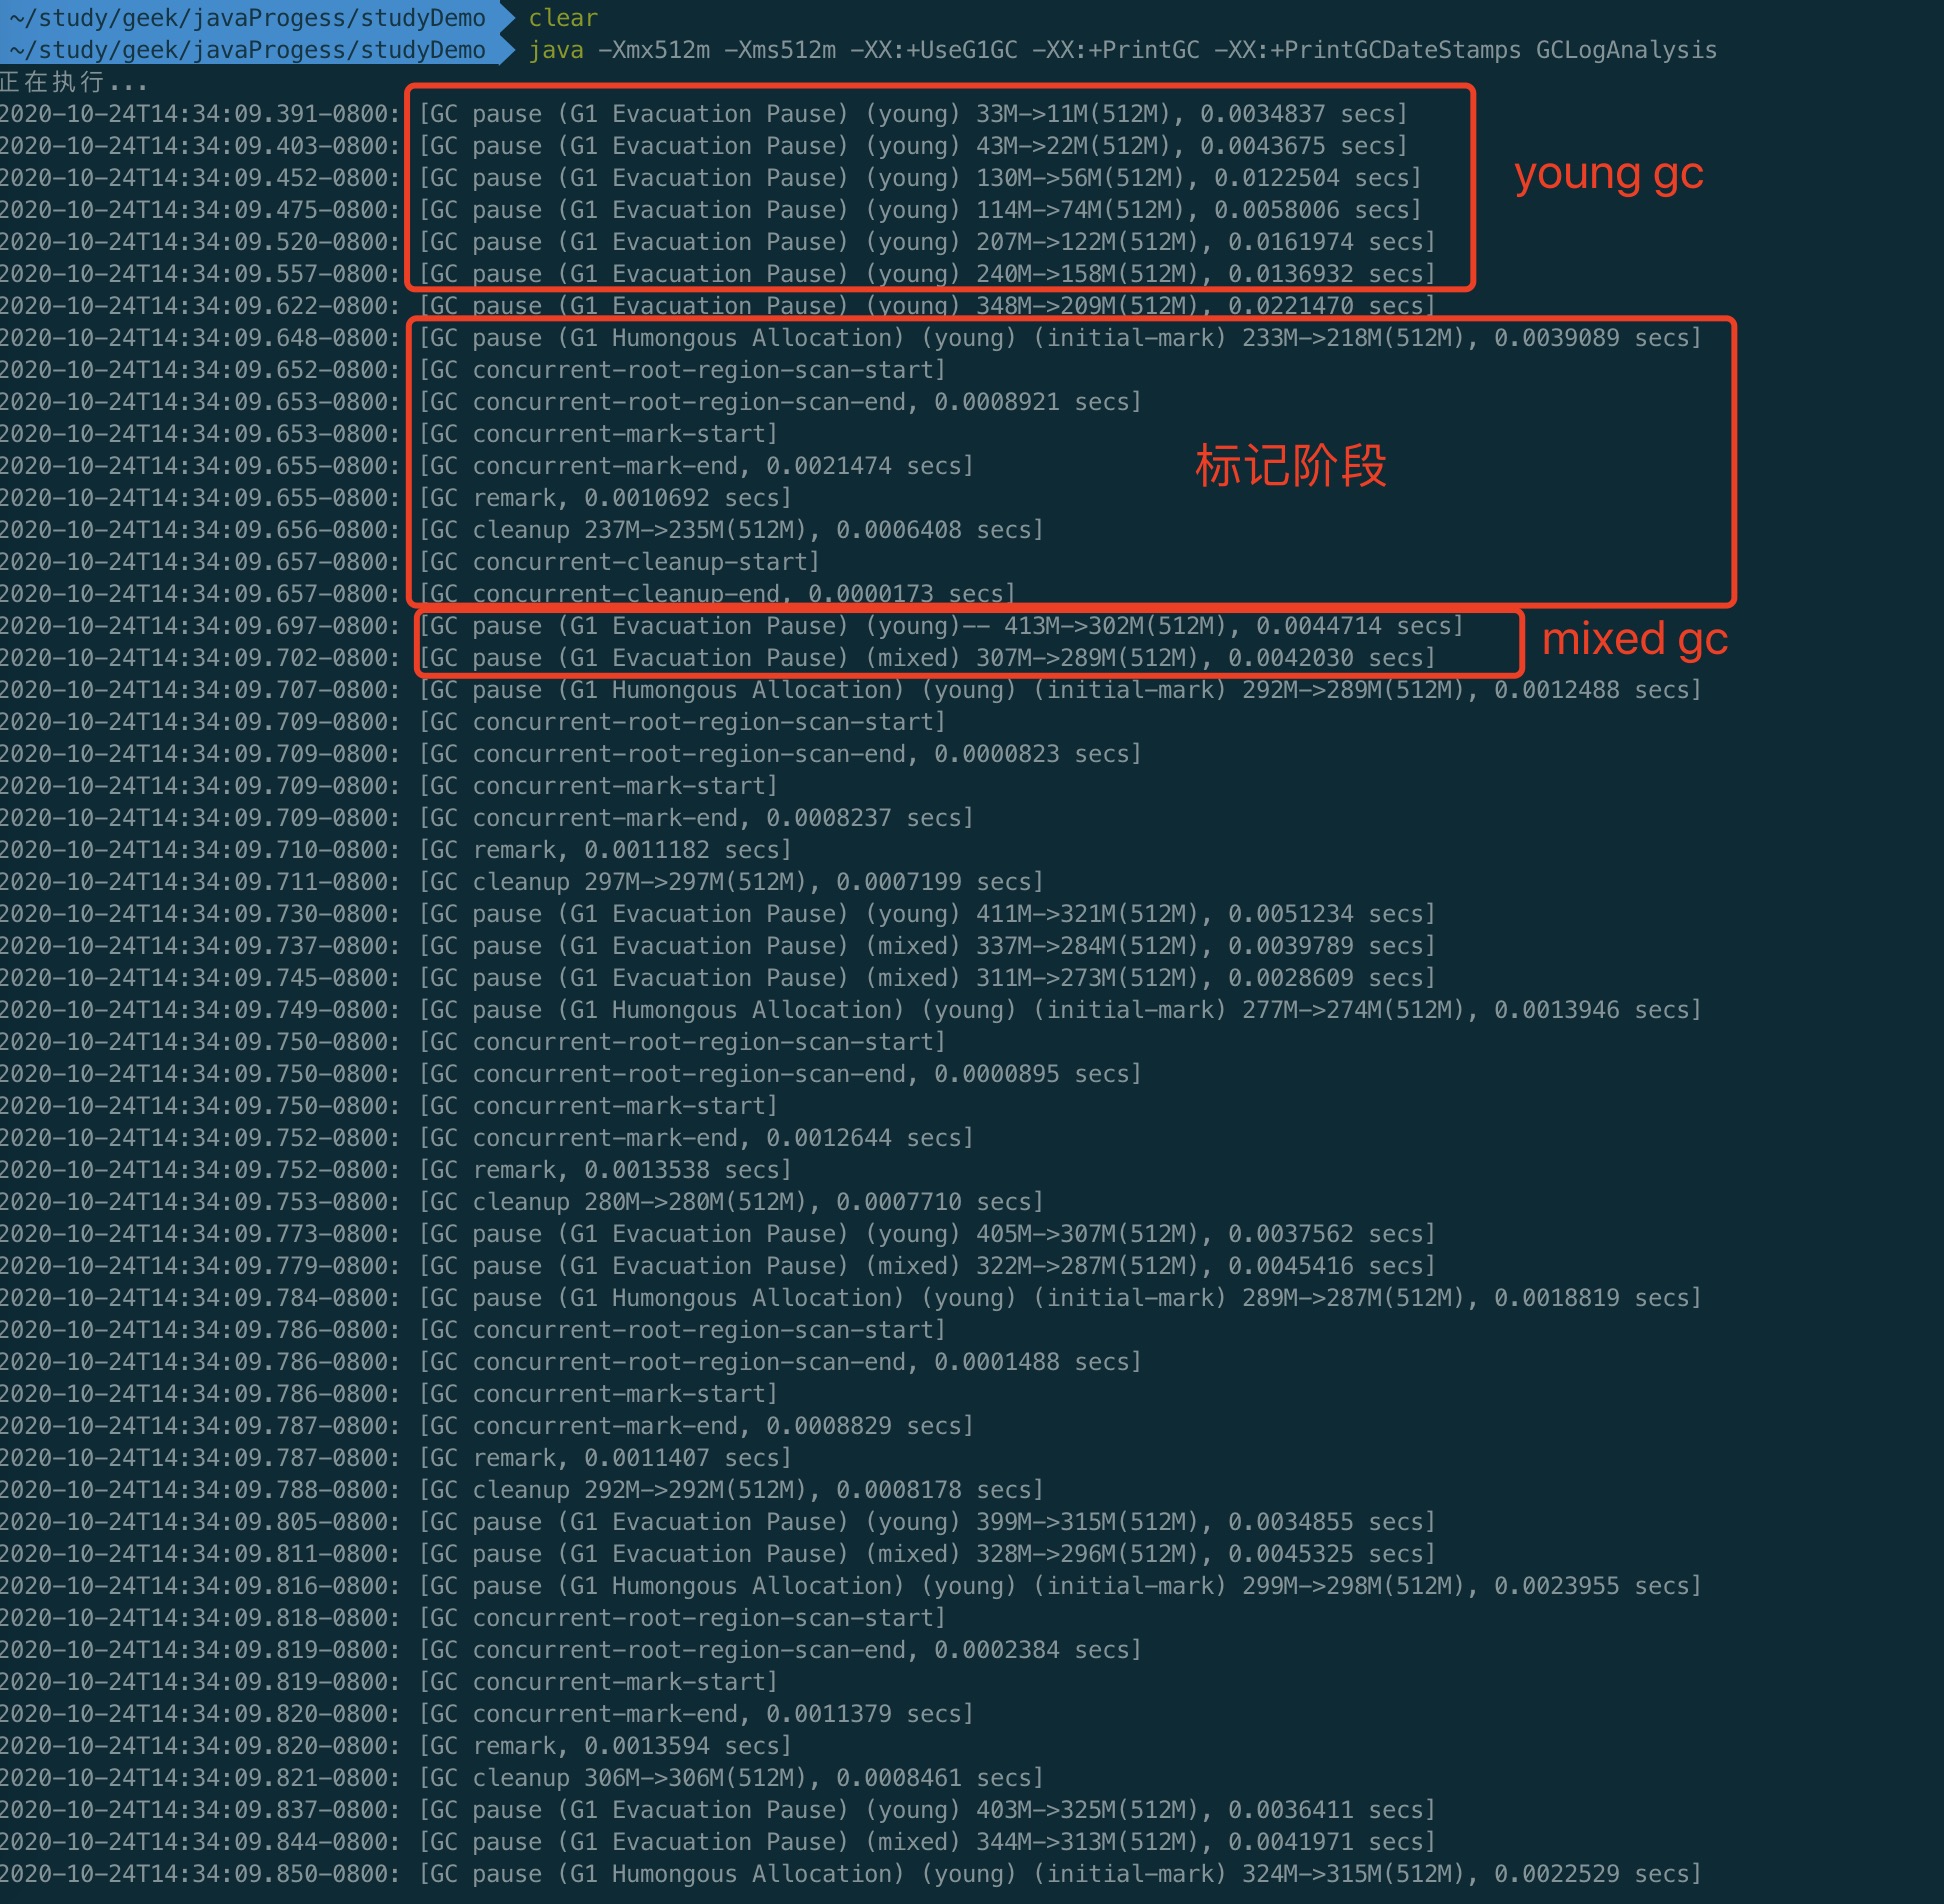 ~/study/geek/javaProgess/studyDemo clear
~/study/geek/javaProgess/studyDemo java -Xmx512m -Xms512m -XX:+UseG1GC -XX:+PrintGC -XX:+PrintGCDateStamps GCLogAnalysis
正在执行...
2020-10-24T14:34:09.391-0800: [GC pause (G1 Evacuation Pause) (young) 33M->11M(512M), 0.0034837 secs]
2020-10-24T14:34:09.403-0800: [GC pause (G1 Evacuation Pause) (young) 43M->22M(512M), 0.0043675 secs]
2020-10-24T14:34:09.452-0800: [GC pause (G1 Evacuation Pause) (young) 130M->56M(512M), 0.0122504 secs]
young gc
2020-10-24T14:34:09.475-0800: [GC pause (G1 Evacuation Pause) (young) 114M->74M(512M), 0.0058006 secs]
2020-10-24T14:34:09.520-0800: [GC pause (G1 Evacuation Pause) (young) 207M->122M(512M), 0.0161974 secs]
2020-10-24T14:34:09.557-0800: [GC pause (G1 Evacuation Pause) (young) 240M->158M(512M), 0.0136932 secs]
2020-10-24T14:34:09.622-0800: [GC pause (G1 Evacuation Pause) (young) 348M->209M(512M), 0.0221470 secs]
2020-10-24T14:34:09.648-0800: [GC pause (G1 Humongous Allocation) (young) (initial-mark) 233M->218M(512M), 0.0039089 secs]
2020-10-24T14:34:09.652-0800: [GC concurrent-root-region-scan-start]
2020-10-24T14:34:09.653-0800: [GC concurrent-root-region-scan-end, 0.0008921 secs]
2020-10-24T14:34:09.653-0800: [GC concurrent-mark-start]
2020-10-24T14:34:09.655-0800: [GC concurrent-mark-end, 0.0021474 secs]
标记阶段
2020-10-24T14:34:09.655-0800: [GC remark, 0.0010692 secs]
2020-10-24T14:34:09.656-0800: [GC cleanup 237M->235M(512M), 0.0006408 secs]
2020-10-24T14:34:09.657-0800: [GC concurrent-cleanup-start]
2020-10-24T14:34:09.657-0800: [GC concurrent-cleanup-end, 0.0000173 secs]
2020-10-24T14:34:09.697-0800: [GC pause (G1 Evacuation Pause) (young)-- 413M->302M(512M), 0.0044714 secs]
mixed gc
2020-10-24T14:34:09.702-0800: [GC pause (G1 Evacuation Pause) (mixed) 307M->289M(512M), 0.0042030 secs]
2020-10-24T14:34:09.707-0800: [GC pause (G1 Humongous Allocation) (young) (initial-mark) 292M->289M(512M), 0.0012488 secs]
2020-10-24T14:34:09.709-0800: [GC concurrent-root-region-scan-start]
2020-10-24T14:34:09.709-0800: [GC concurrent-root-region-scan-end, 0.0000823 secs]
2020-10-24T14:34:09.709-0800: [GC concurrent-mark-start]
2020-10-24T14:34:09.709-0800: [GC concurrent-mark-end, 0.0008237 secs]
2020-10-24T14:34:09.710-0800: [GC remark, 0.0011182 secs]
2020-10-24T14:34:09.711-0800: [GC cleanup 297M->297M(512M), 0.0007199 secs]
2020-10-24T14:34:09.730-0800: [GC pause (G1 Evacuation Pause) (young) 411M->321M(512M), 0.0051234 secs]
2020-10-24T14:34:09.737-0800: [GC pause (G1 Evacuation Pause) (mixed) 337M->284M(512M), 0.0039789 secs]
2020-10-24T14:34:09.745-0800: [GC pause (G1 Evacuation Pause) (mixed) 311M->273M(512M), 0.0028609 secs]
2020-10-24T14:34:09.749-0800: [GC pause (G1 Humongous Allocation) (young) (initial-mark) 277M->274M(512M), 0.0013946 secs]
2020-10-24T14:34:09.750-0800: [GC concurrent-root-region-scan-start]
2020-10-24T14:34:09.750-0800: [GC concurrent-root-region-scan-end, 0.0000895 secs]
2020-10-24T14:34:09.750-0800: [GC concurrent-mark-start]
2020-10-24T14:34:09.752-0800: [GC concurrent-mark-end, 0.0012644 secs]
2020-10-24T14:34:09.752-0800: [GC remark, 0.0013538 secs]
2020-10-24T14:34:09.753-0800: [GC cleanup 280M->280M(512M), 0.0007710 secs]
2020-10-24T14:34:09.773-0800: [GC pause (G1 Evacuation Pause) (young) 405M->307M(512M), 0.0037562 secs]
2020-10-24T14:34:09.779-0800: [GC pause (G1 Evacuation Pause) (mixed) 322M->287M(512M), 0.0045416 secs]
2020-10-24T14:34:09.784-0800: [GC pause (G1 Humongous Allocation) (young) (initial-mark) 289M->287M(512M), 0.0018819 secs]
2020-10-24T14:34:09.786-0800: [GC concurrent-root-region-scan-start]
2020-10-24T14:34:09.786-0800: [GC concurrent-root-region-scan-end, 0.0001488 secs]
2020-10-24T14:34:09.786-0800: [GC concurrent-mark-start]
2020-10-24T14:34:09.787-0800: [GC concurrent-mark-end, 0.0008829 secs]
2020-10-24T14:34:09.787-0800: [GC remark, 0.0011407 secs]
2020-10-24T14:34:09.788-0800: [GC cleanup 292M->292M(512M), 0.0008178 secs]
2020-10-24T14:34:09.805-0800: [GC pause (G1 Evacuation Pause) (young) 399M->315M(512M), 0.0034855 secs]
2020-10-24T14:34:09.811-0800: [GC pause (G1 Evacuation Pause) (mixed) 328M->296M(512M), 0.0045325 secs]
2020-10-24T14:34:09.816-0800: [GC pause (G1 Humongous Allocation) (young) (initial-mark) 299M->298M(512M), 0.0023955 secs]
2020-10-24T14:34:09.818-0800: [GC concurrent-root-region-scan-start]
2020-10-24T14:34:09.819-0800: [GC concurrent-root-region-scan-end, 0.0002384 secs]
2020-10-24T14:34:09.819-0800: [GC concurrent-mark-start]
2020-10-24T14:34:09.820-0800: [GC concurrent-mark-end, 0.0011379 secs]
2020-10-24T14:34:09.820-0800: [GC remark, 0.0013594 secs]
2020-10-24T14:34:09.821-0800: [GC cleanup 306M->306M(512M), 0.0008461 secs]
2020-10-24T14:34:09.837-0800: [GC pause (G1 Evacuation Pause) (young) 403M->325M(512M), 0.0036411 secs]
2020-10-24T14:34:09.844-0800: [GC pause (G1 Evacuation Pause) (mixed) 344M->313M(512M), 0.0041971 secs]
2020-10-24T14:34:09.850-0800: [GC pause (G1 Humongous Allocation) (young) (initial-mark) 324M->315M(512M), 0.0022529 secs]